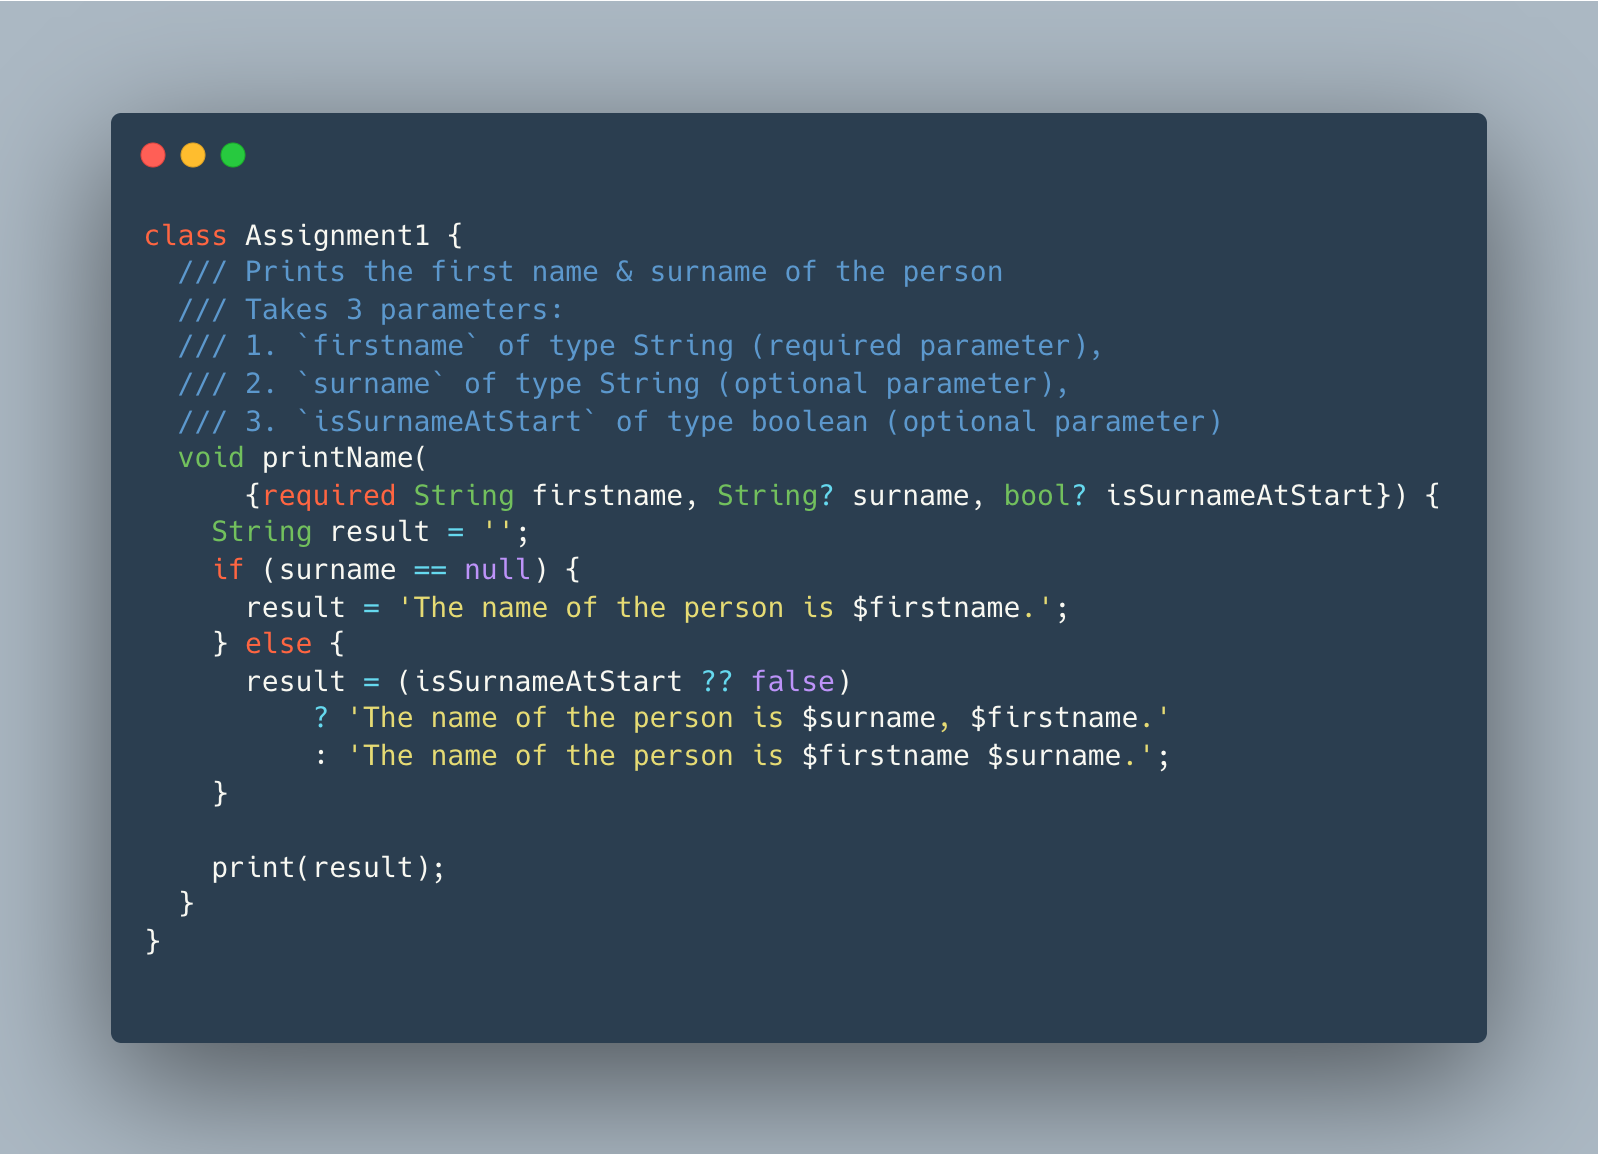 class Assignment1 {
  /// Prints the first name & surname of the person
  /// Takes 3 parameters:
  /// 1. `firstname` of type String (required parameter),
  /// 2. `surname` of type String (optional parameter),
  /// 3. `isSurnameAtStart` of type boolean (optional parameter)
  void printName(
      {required String firstname, String? surname, bool? isSurnameAtStart}) {
    String result = '';
    if (surname == null) {
      result = 'The name of the person is $firstname.';
    } else {
      result = (isSurnameAtStart ?? false)
          ? 'The name of the person is $surname, $firstname.'
          : 'The name of the person is $firstname $surname.';
    }

    print(result);
  }
}